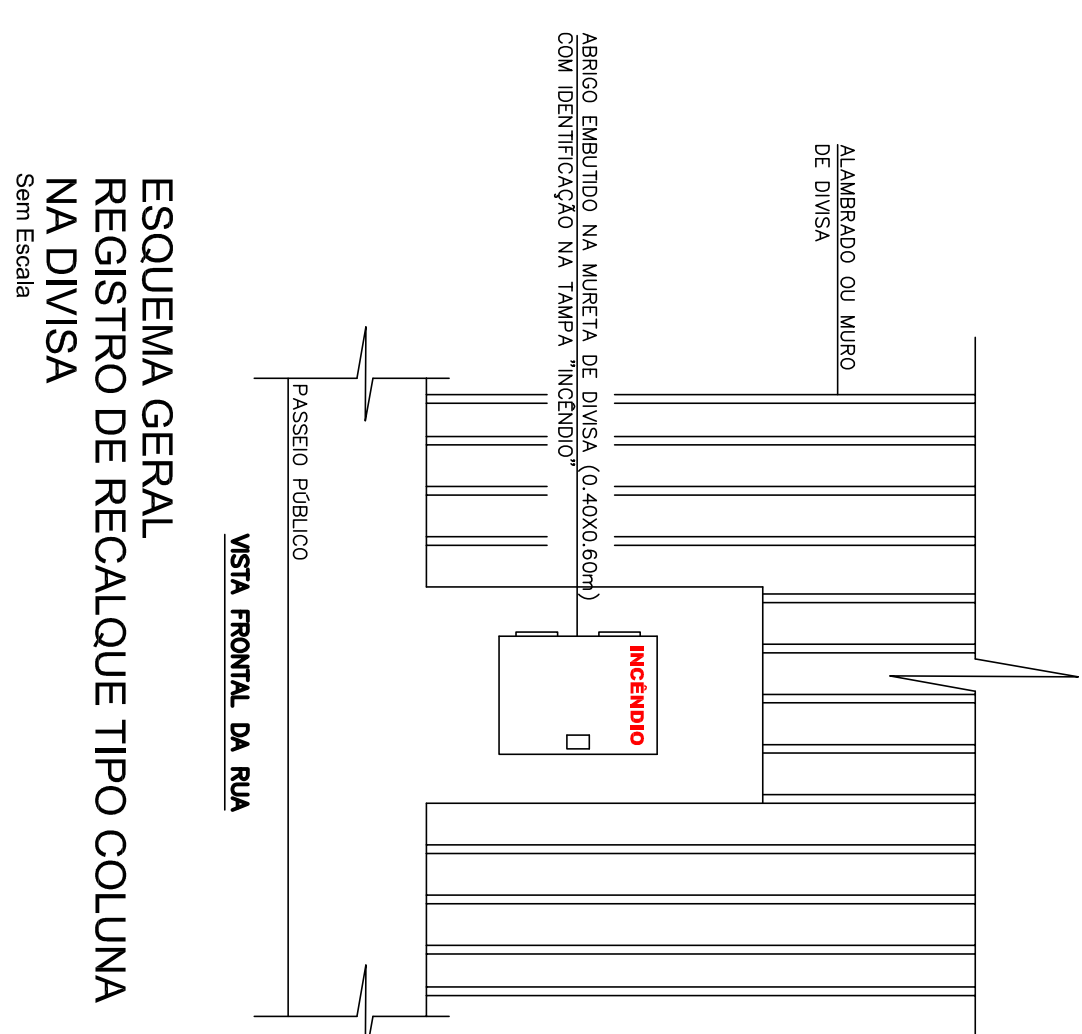 ALAMBRADO OU MURO
DE DIVISA
ABRIGO EMBUTIDO NA MURETA DE DIVISA (0.40X0.60m)
COM IDENTIFICAÇÃO NA TAMPA "INCÊNDIO"
INCÊNDIO
PASSEIO PÚBLICO
VISTA FRONTAL DA RUA
ESQUEMA GERAL
REGISTRO DE RECALQUE TIPO COLUNA
NA DIVISA
Sem Escala